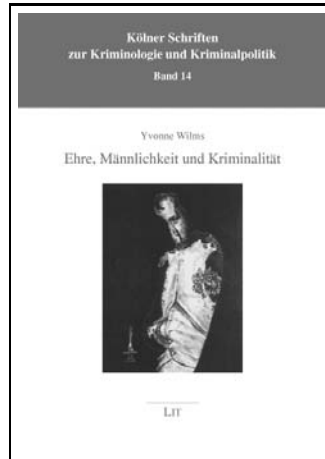 Kölner Schriften
zur Kriminologie und Kriminalpolitik
Band 14
Yvonne Wilms
Ehre, Männlichkeit und Kriminalität
LIT